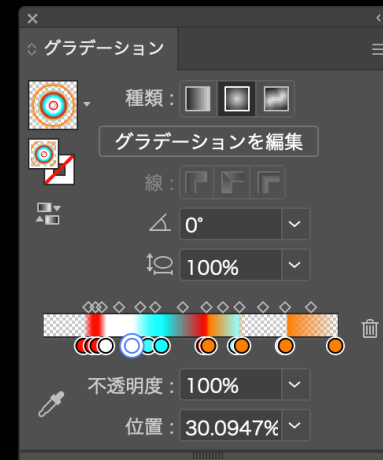 グラデーション
種類:
グラデーションを編集
線:
0°
100%
不透明度: 100%
位置: 30.0947%